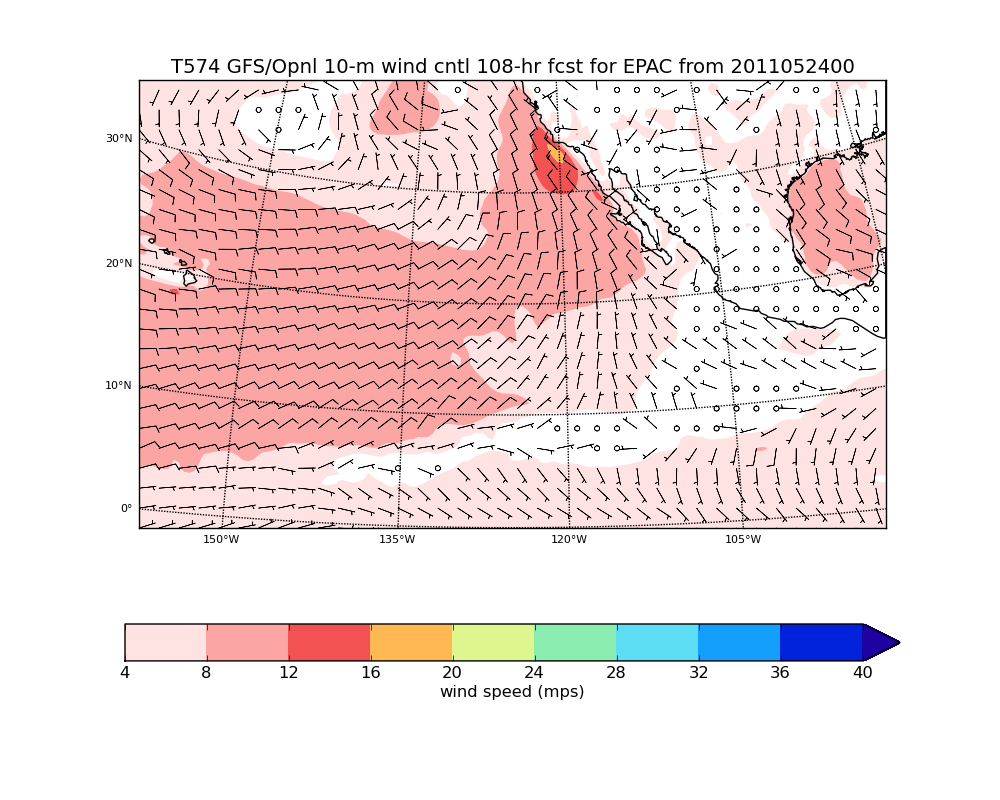 T574 GFS/Opnl 10-m wind cntl 108-hr fcst for EPAC from 2011052400
30°N
20°N
10°N
0°
150°W 135°W 120°W 105°W
4 8 12 16 20 24 28 32 36 40
wind speed (mps)